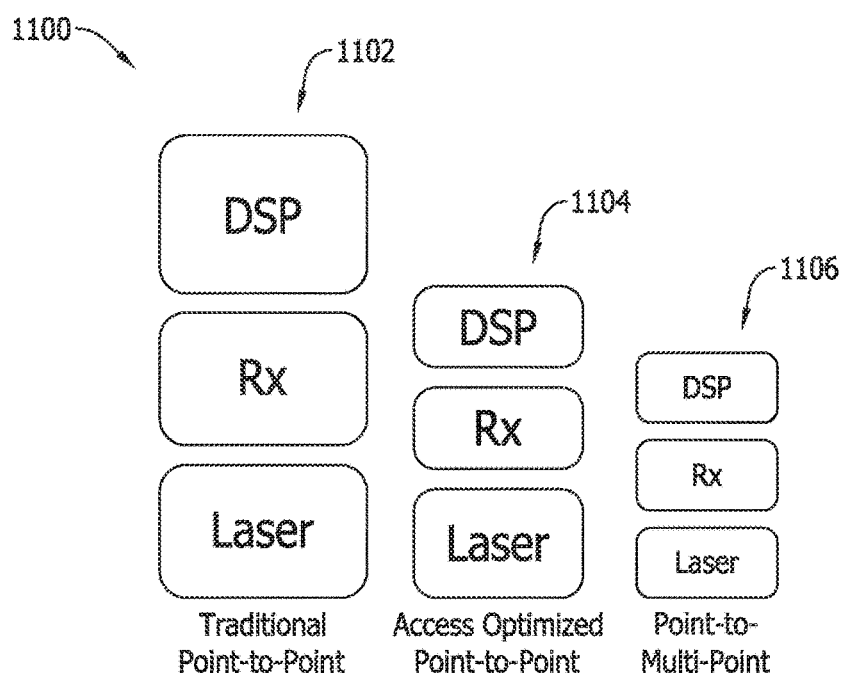 1100
1102
DSP
Rx
Laser
Traditional
Point-to-Point
1104
DSP
Rx
Laser
Access Optimized
Point-to-Point
1106
DSP
Rx
Laser
Point-to-
Multi-Point